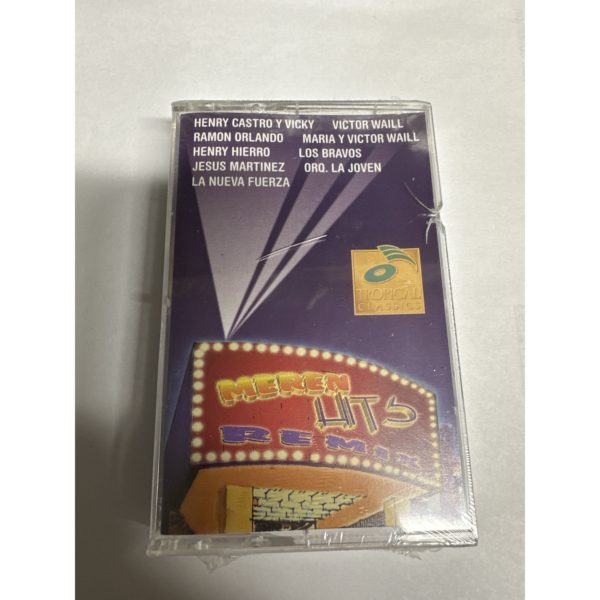 HENRY CASTRO Y VICKY VICTOR WAILL
RAMON ORLANDO MARIA Y VICTOR WAILL
HENRY HIERRO LOS BRAVOS
JESUS MARTINEZ ORQ. LA JOVEN
LA NUEVA FUERZA
TROPICAL
CLASSICS
MEREN
HITS
REMIX